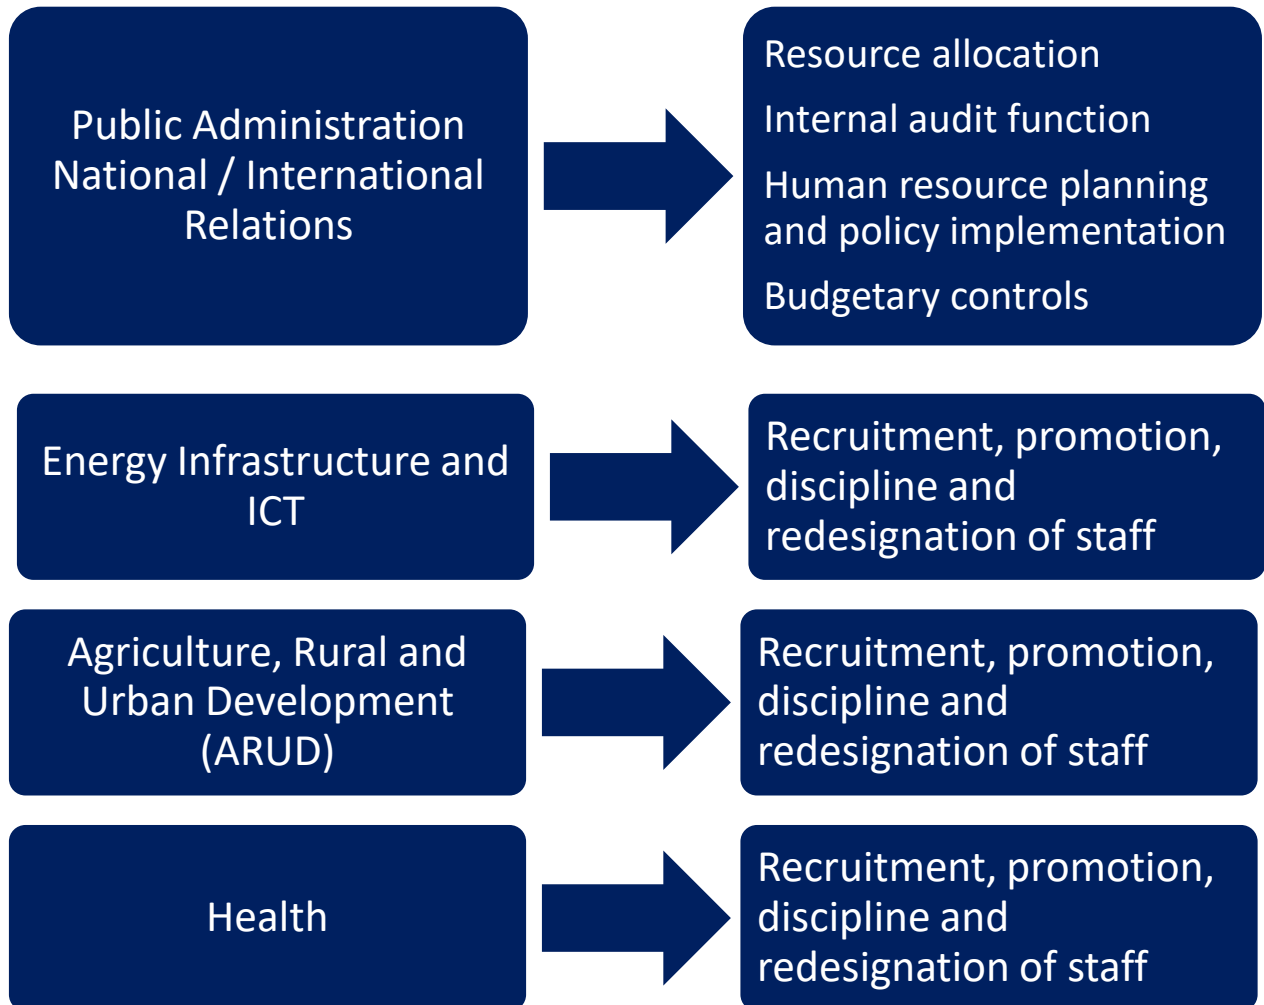 Public Administration
National / International
Relations
Resource allocation
Internal audit function
Human resource planning
and policy implementation
Budgetary controls
Energy Infrastructure and
ICT
Recruitment, promotion,
discipline and
redesignation of staff
Agriculture, Rural and
Urban Development
(ARUD)
Recruitment, promotion,
discipline and
redesignation of staff
Health
Recruitment, promotion,
discipline and
redesignation of staff